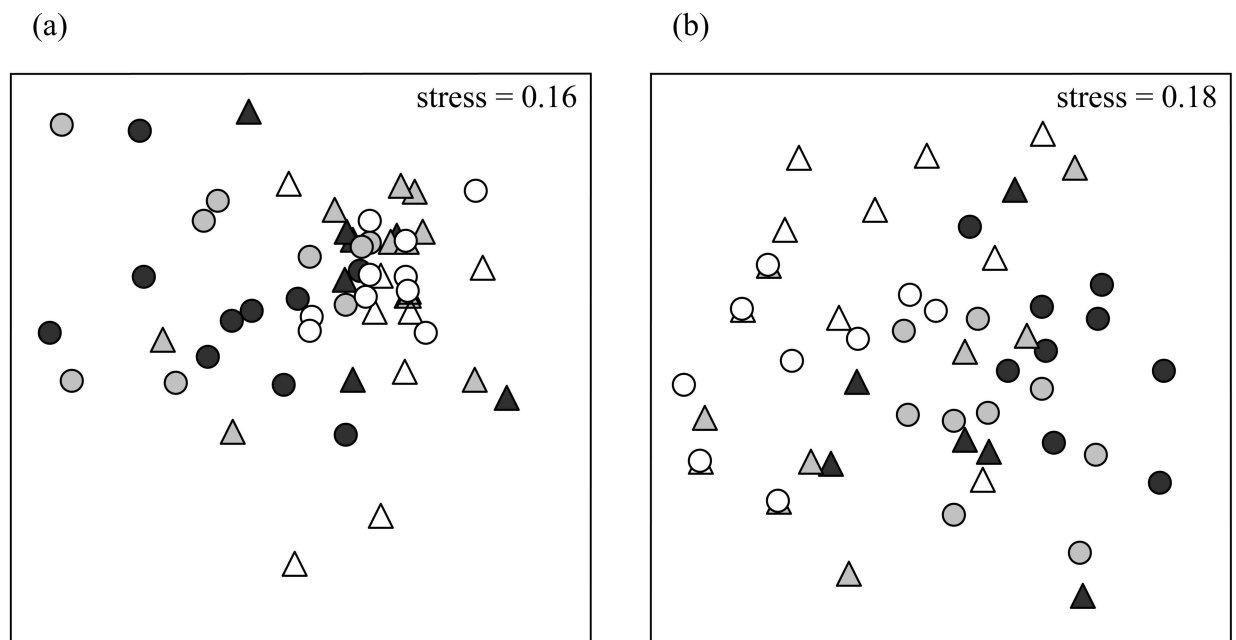 (a)
(b)
stress = 0.16
stress = 0.18